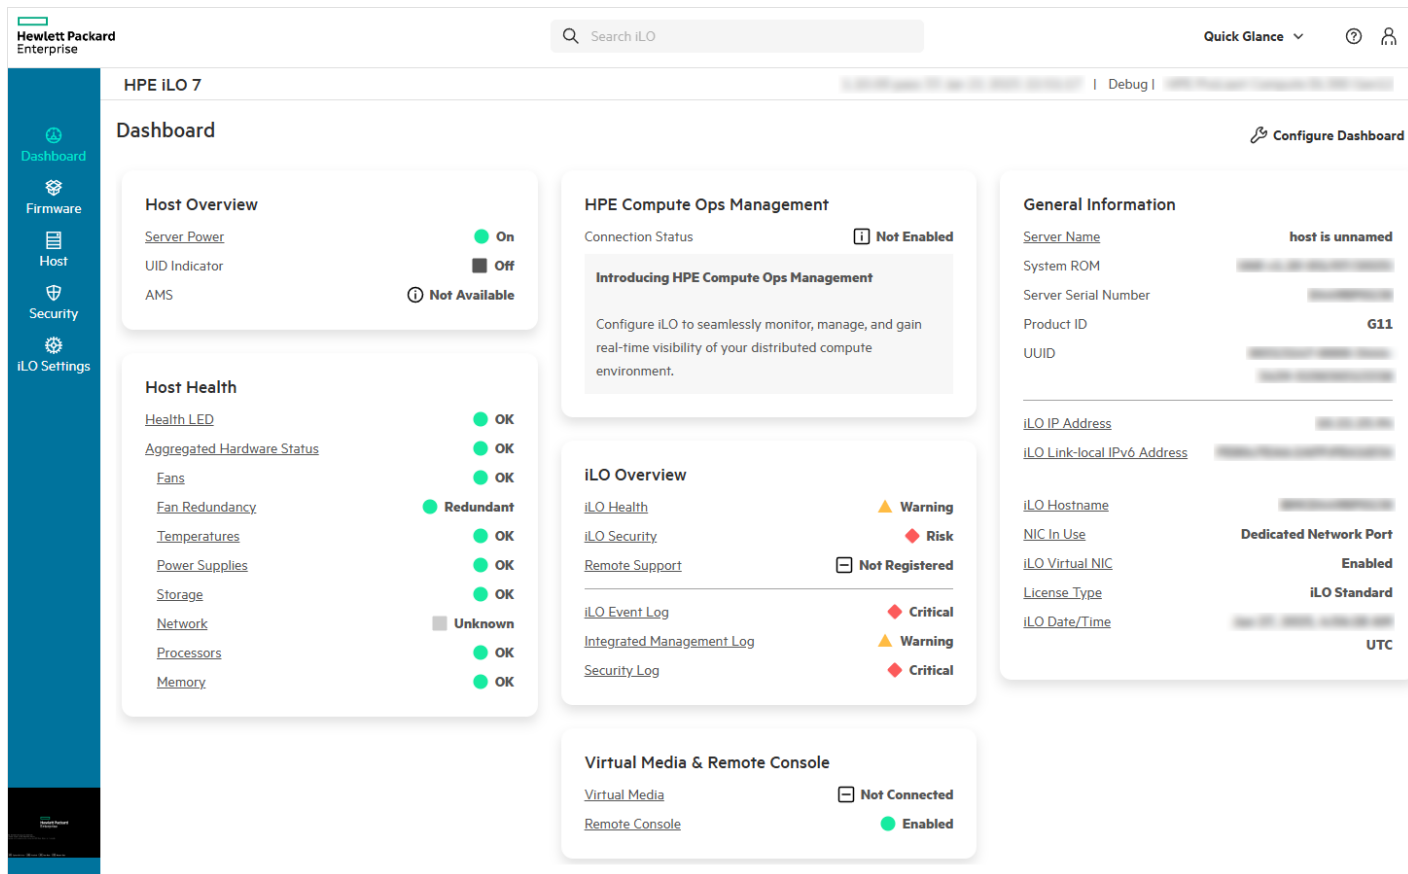 Hewlett Packard
Enterprise
Search iLO
Quick Glance
HPE iLO 7
| Debug |
Dashboard
Configure Dashboard
Dashboard
Firmware
Host
Security
iLO Settings
Host Overview
Server Power On
UID Indicator Off
AMS Not Available
Host Health
Health LED OK
Aggregated Hardware Status OK
Fans OK
Fan Redundancy Redundant
Temperatures OK
Power Supplies OK
Storage OK
Network Unknown
Processors OK
Memory OK
HPE Compute Ops Management
Connection Status Not Enabled
Introducing HPE Compute Ops Management
Configure iLO to seamlessly monitor, manage, and gain
real-time visibility of your distributed compute
environment.
iLO Overview
iLO Health Warning
iLO Security Risk
Remote Support Not Registered
iLO Event Log Critical
Integrated Management Log Warning
Security Log Critical
Virtual Media & Remote Console
Virtual Media Not Connected
Remote Console Enabled
General Information
Server Name host is unnamed
System ROM
Server Serial Number
Product ID G11
UUID
iLO IP Address
iLO Link-local IPv6 Address
iLO Hostname
NIC In Use Dedicated Network Port
iLO Virtual NIC Enabled
License Type iLO Standard
iLO Date/Time
UTC
Hewlett Packard
Enterprise